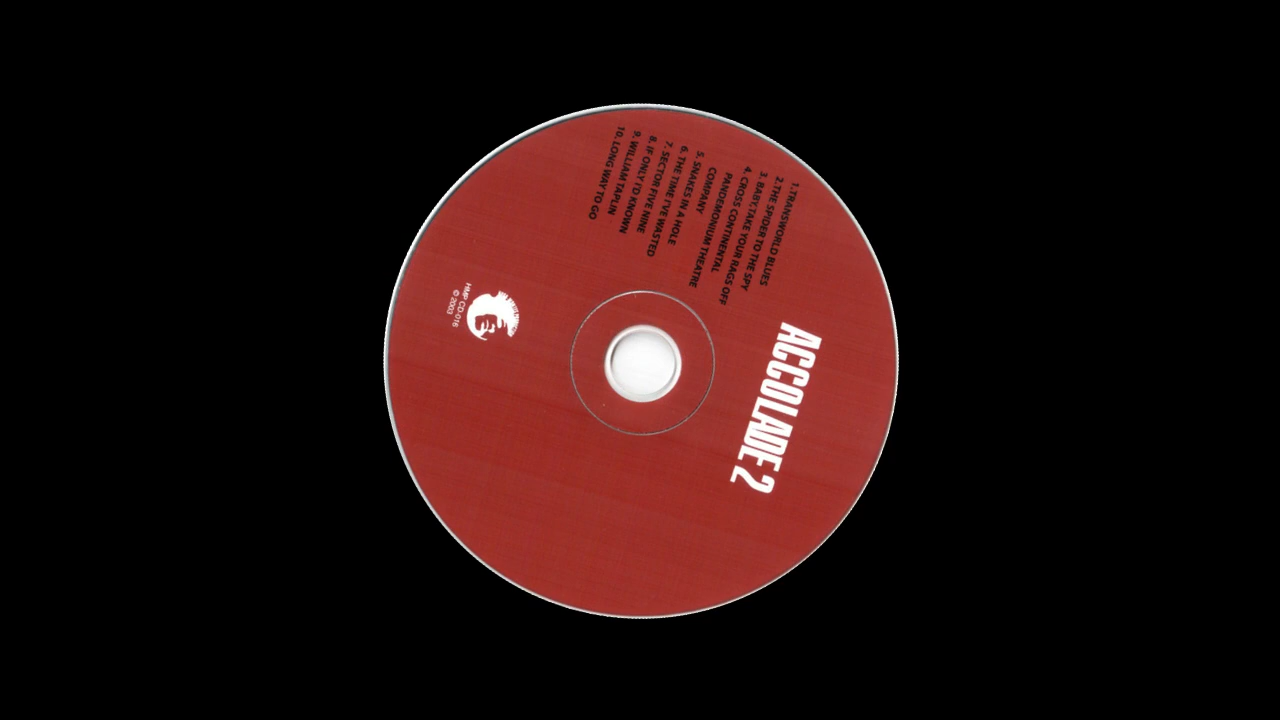 ACCOLADE 2
1. TRANSWORLD BLUES
2. THE SPIDER TO THE SPY
3. BABY, TAKE YOUR RAGS OFF
4. CROSS CONTINENTAL
PANDEMONIUM THEATRE
COMPANY
5. SNAKES IN A HOLE
6. THE TIME I'VE WASTED
7. SECTOR FIVE NINE
8. IF ONLY I'D KNOWN
9. WILLIAM TAPLIN
10. LONG WAY TO GO
HMP CD-016
© 2003